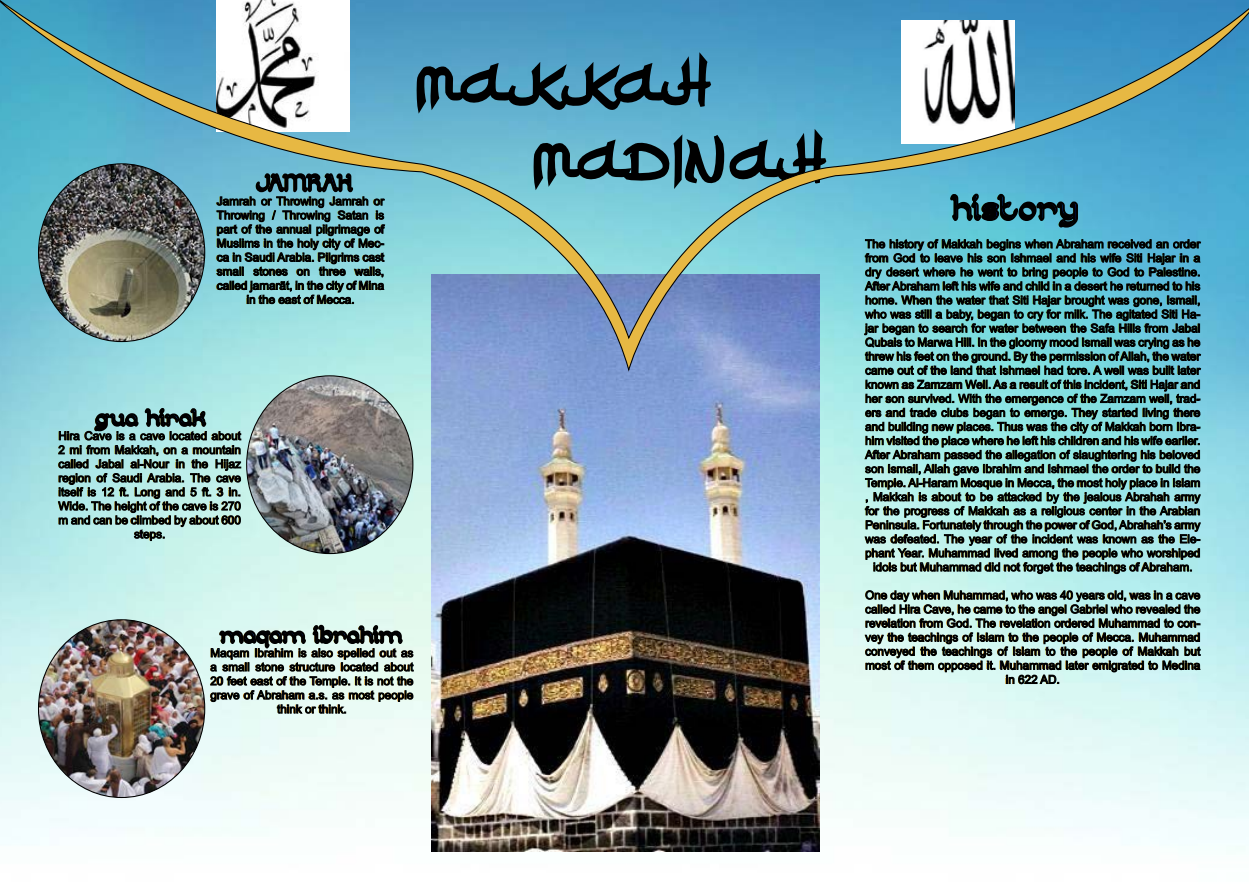 محمد
الله
MAKKAH
MADINAH
JAMRAH
Jamrah or Throwing Jamrah or
Throwing / Throwing Satan is
part of the annual pilgrimage of
Muslims in the holy city of Mec-
ca in Saudi Arabia. Pilgrims cast
small stones on three walls,
called jamarāt, in the city of Mina
in the east of Mecca.
gua hirak
Hira Cave is a cave located about
2 mi from Makkah, on a mountain
called Jabal al-Nour in the Hijaz
region of Saudi Arabia. The cave
itself is 12 ft. Long and 5 ft. 3 in.
Wide. The height of the cave is 270
m and can be climbed by about 600
steps.
maqam ibrahim
Maqam Ibrahim is also spelled out as
a small stone structure located about
20 feet east of the Temple. It is not the
grave of Abraham a.s. as most people
think or think.
history
The history of Makkah begins when Abraham received an order
from God to leave his son Ishmael and his wife Siti Hajar in a
dry desert where he went to bring people to God to Palestine.
After Abraham left his wife and child in a desert he returned to his
home. When the water that Siti Hajar brought was gone, Ismail,
who was still a baby, began to cry for milk. The agitated Siti Ha-
jar began to search for water between the Safa Hills from Jabal
Qubais to Marwa Hill. In the gloomy mood Ismail was crying as he
threw his feet on the ground. By the permission of Allah, the water
came out of the land that Ishmael had tore. A well was built later
known as Zamzam Well. As a result of this incident, Siti Hajar and
her son survived. With the emergence of the Zamzam well, trad-
ers and trade clubs began to emerge. They started living there
and building new places. Thus was the city of Makkah born Ibra-
him visited the place where he left his children and his wife earlier.
After Abraham passed the allegation of slaughtering his beloved
son Ismail, Allah gave Ibrahim and Ishmael the order to build the
Temple. Al-Haram Mosque in Mecca, the most holy place in Islam
, Makkah is about to be attacked by the jealous Abrahah army
for the progress of Makkah as a religious center in the Arabian
Peninsula. Fortunately through the power of God, Abrahah's army
was defeated. The year of the incident was known as the Ele-
phant Year. Muhammad lived among the people who worshiped
idols but Muhammad did not forget the teachings of Abraham.
One day when Muhammad, who was 40 years old, was in a cave
called Hira Cave, he came to the angel Gabriel who revealed the
revelation from God. The revelation ordered Muhammad to con-
vey the teachings of Islam to the people of Mecca. Muhammad
conveyed the teachings of Islam to the people of Makkah but
most of them opposed it. Muhammad later emigrated to Medina
in 622 AD.